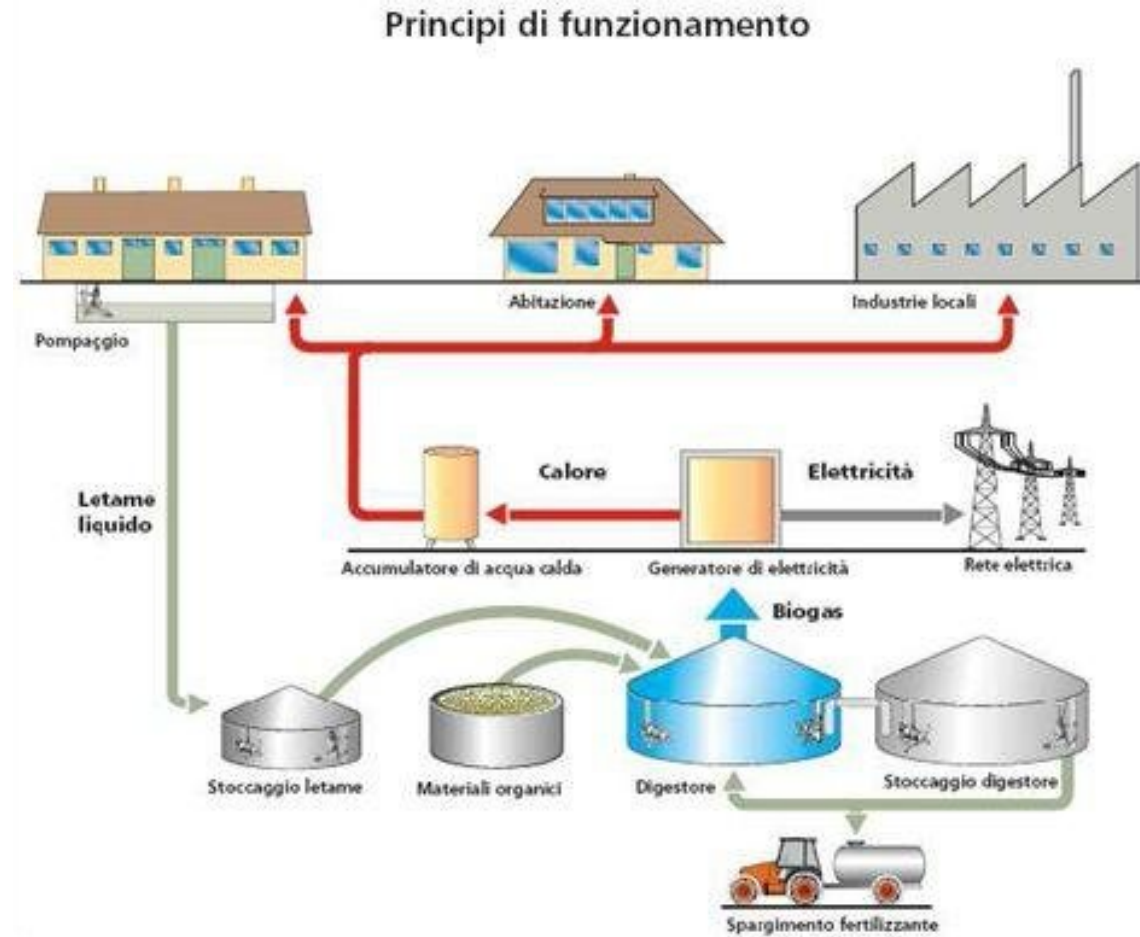 Principi di funzionamento
Abitazione
Industrie locali
Pompaggio
Letame
liquido
Calore
Elettricità
Accumulatore di acqua calda
Generatore di elettricità
Rete elettrica
Biogas
Stoccaggio letame
Materiali organici
Digestore
Stoccaggio digestore
Spargimento fertilizzante